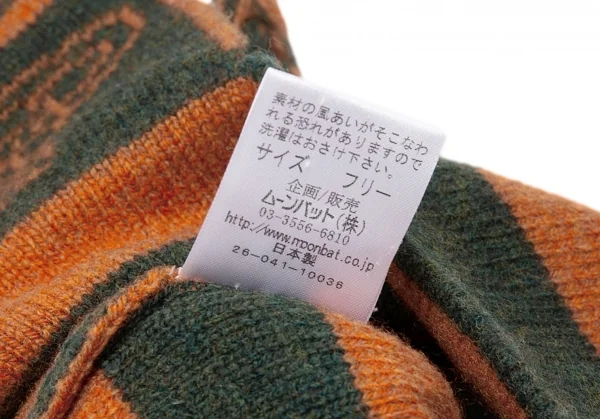 素材の風あいがそこなわ
れる恐れがありますので
洗濯はおさけ下さい。
サイズ　フリー
企画/販売
ムーンバット(株)
03-3556-6810
http://www.moonbat.co.jp
日本製
26-041-10036